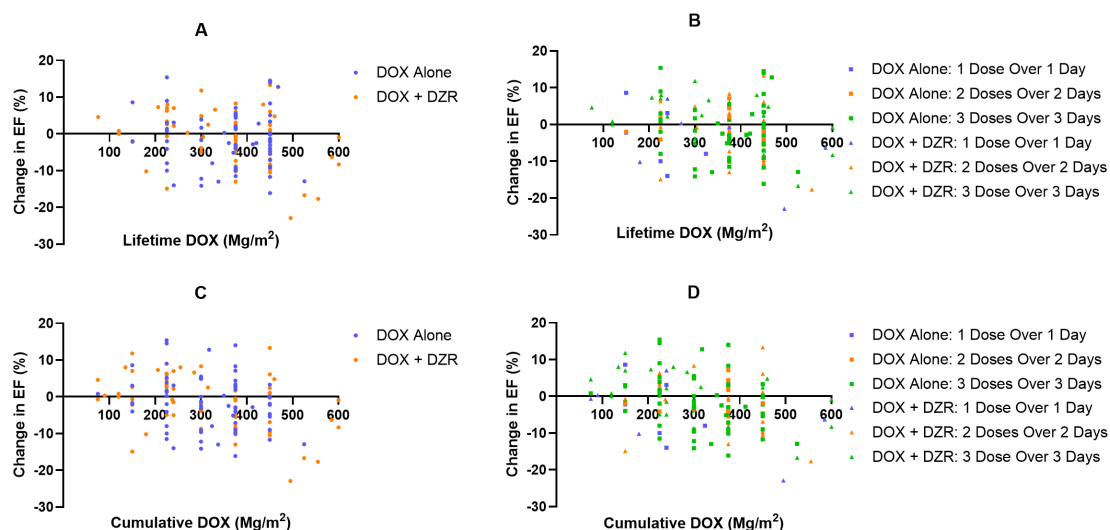 A
Change in EF (%)
20
10
0
-10
-20
-30
100 200 300 400 500 600
Lifetime DOX (Mg/m²)
DOX Alone
DOX + DZR
B
Change in EF (%)
20
10
0
-10
-20
-30
100 200 300 400 500 600
Lifetime DOX (Mg/m²)
DOX Alone: 1 Dose Over 1 Day
DOX Alone: 2 Doses Over 2 Days
DOX Alone: 3 Doses Over 3 Days
DOX + DZR: 1 Dose Over 1 Day
DOX + DZR: 2 Doses Over 2 Days
DOX + DZR: 3 Dose Over 3 Days
C
Change in EF (%)
20
10
0
-10
-20
-30
100 200 300 400 500 600
Cumulative DOX (Mg/m²)
DOX Alone
DOX + DZR
D
Change in EF (%)
20
10
0
-10
-20
-30
100 200 300 400 500 600
Cumulative DOX (Mg/m²)
DOX Alone: 1 Dose Over 1 Day
DOX Alone: 2 Doses Over 2 Days
DOX Alone: 3 Doses Over 3 Days
DOX + DZR: 1 Dose Over 1 Day
DOX + DZR: 2 Doses Over 2 Days
DOX + DZR: 3 Dose Over 3 Days